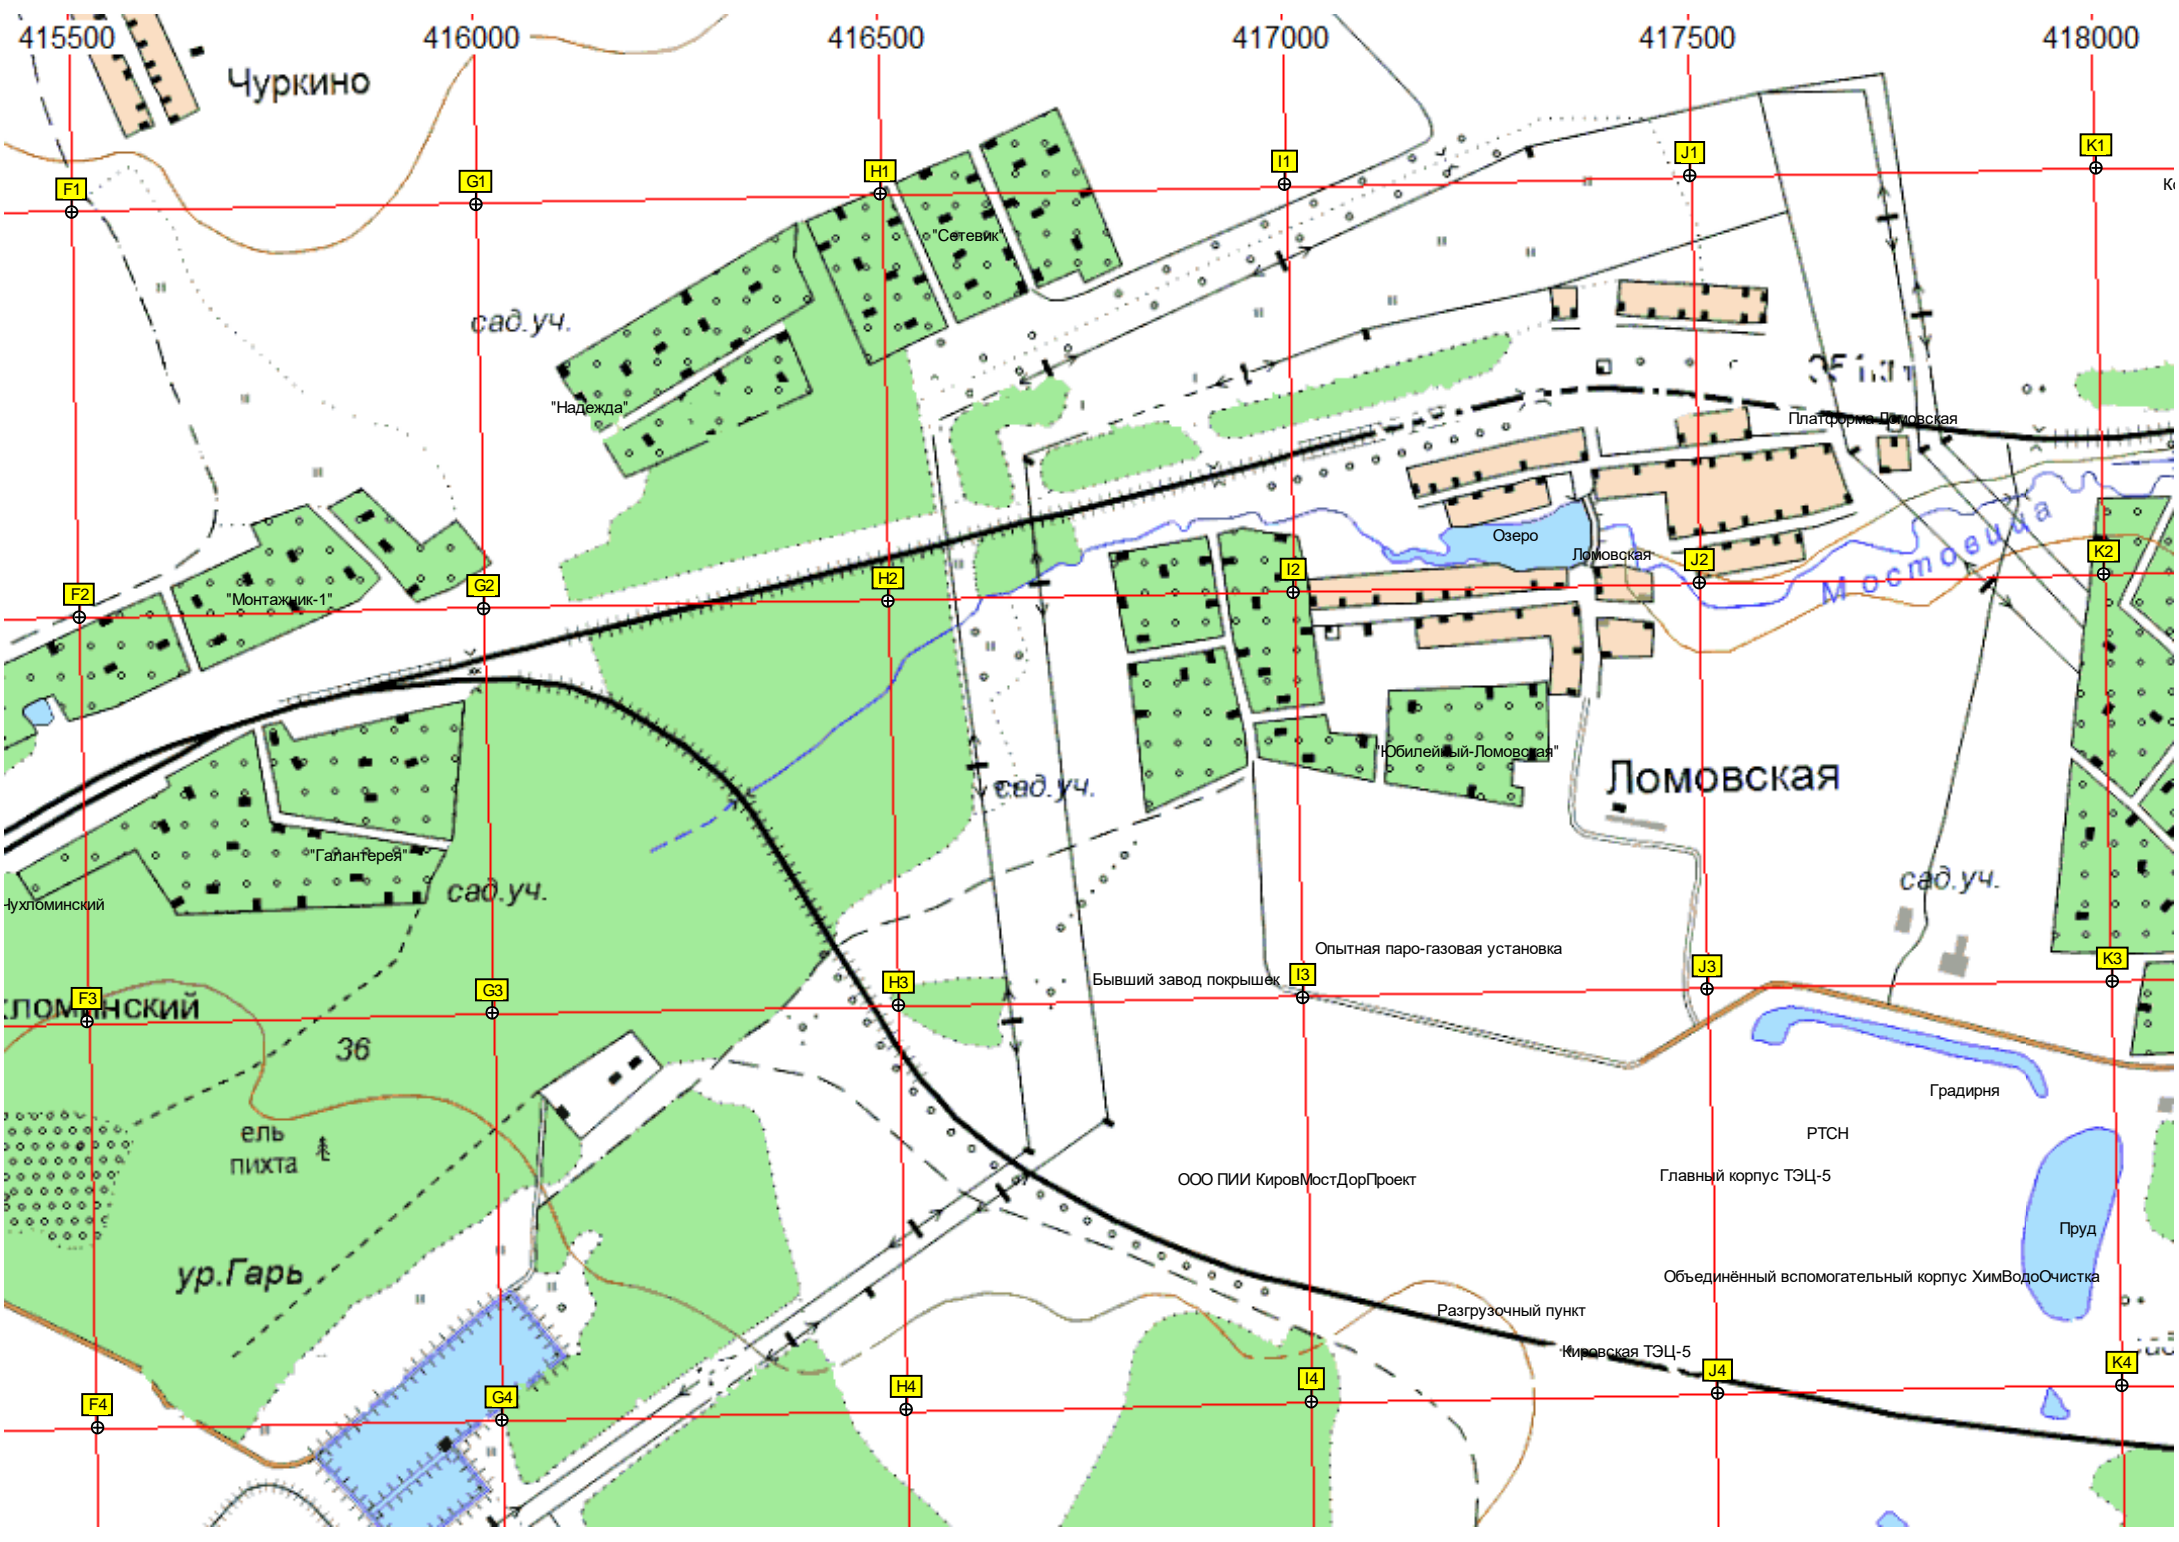 415500 416000 416500 417000 417500 418000
Чуркино
F1 G1 H1 I1 J1 K1
"Сетевик"
сад.уч.
"Надежда"
Платформа Ломовская
Мостовица
Озеро
Ломовская
F2 G2 H2 I2 J2 K2
"Монтажник-1"
"Юбилейный-Ломовская"
Ломовская
сад.уч.
"Галантерея"
сад.уч.
сад.уч.
Чухломинский
Опытная паро-газовая установка
Бывший завод покрышек
F3 G3 H3 I3 J3 K3
36
Градирня
ель
пихта
РТСН
ООО ПИИ КировМостДорПроект
Главный корпус ТЭЦ-5
Пруд
ур.Гарь
Объединённый вспомогательный корпус ХимВодоОчистка
Разгрузочный пункт
Кировская ТЭЦ-5
F4 G4 H4 I4 J4 K4